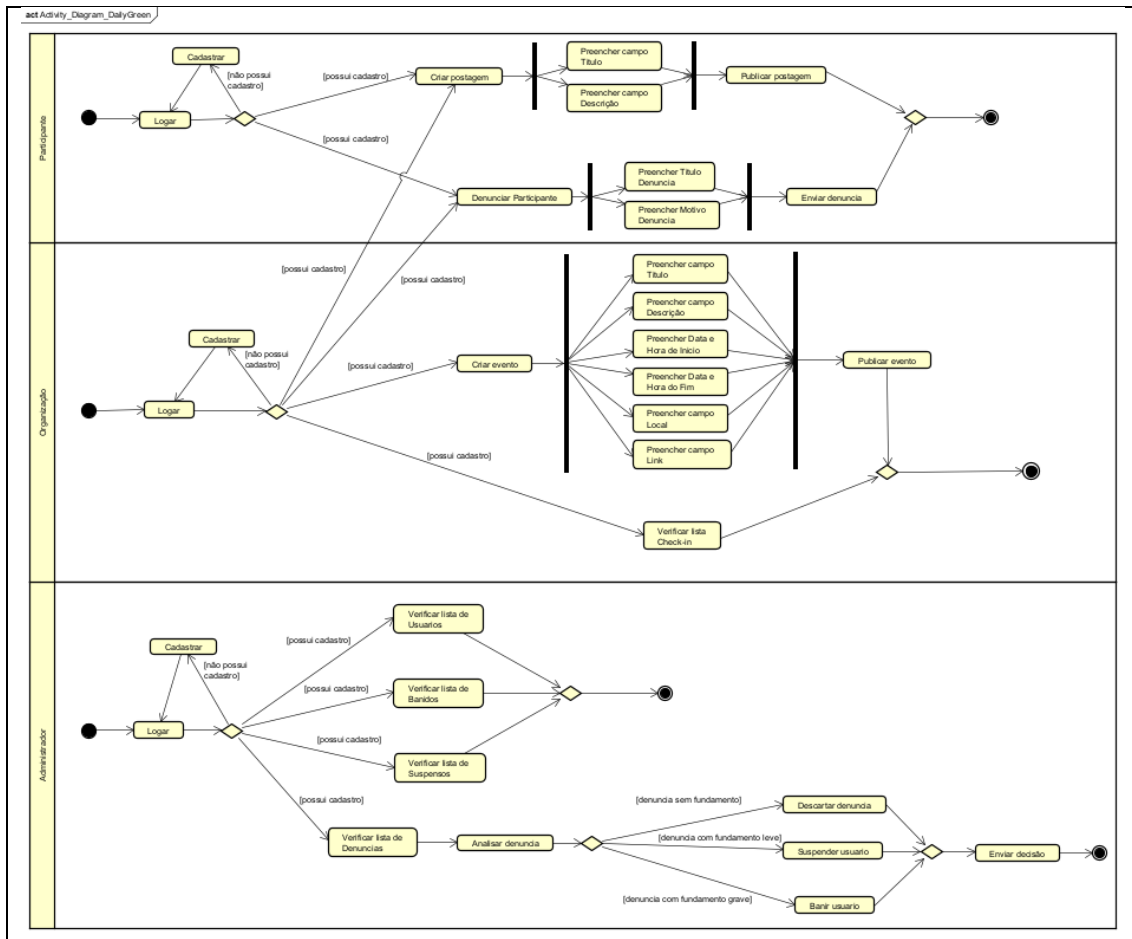 act Activity_Diagram_DailyGreen
Participante
Cadastrar
[não possui
cadastro]
Logar
[possui cadastro]
[possui cadastro]
Criar postagem
Preencher campo
Titulo
Preencher campo
Descrição
Publicar postagem
Denunciar Participante
Preencher Titulo
Denuncia
Preencher Motivo
Denuncia
Enviar denuncia
Organização
[possui cadastro]
[possui cadastro]
Cadastrar
[não possui
cadastro]
Logar
[possui cadastro]
[possui cadastro]
Criar evento
Preencher campo
Titulo
Preencher campo
Descrição
Preencher Data e
Hora de Inicio
Preencher Data e
Hora do Fim
Preencher campo
Local
Preencher campo
Link
Publicar evento
Verificar lista
Check-in
Administrador
Cadastrar
[não possui
cadastro]
Logar
[possui cadastro]
[possui cadastro]
[possui cadastro]
[possui cadastro]
Verificar lista de
Usuarios
Verificar lista de
Banidos
Verificar lista de
Suspensos
Verificar lista de
Denuncias
Analisar denuncia
[denuncia sem fundamento]
[denuncia com fundamento leve]
[denuncia com fundamento grave]
Descartar denuncia
Suspender usuario
Banir usuario
Enviar decisão